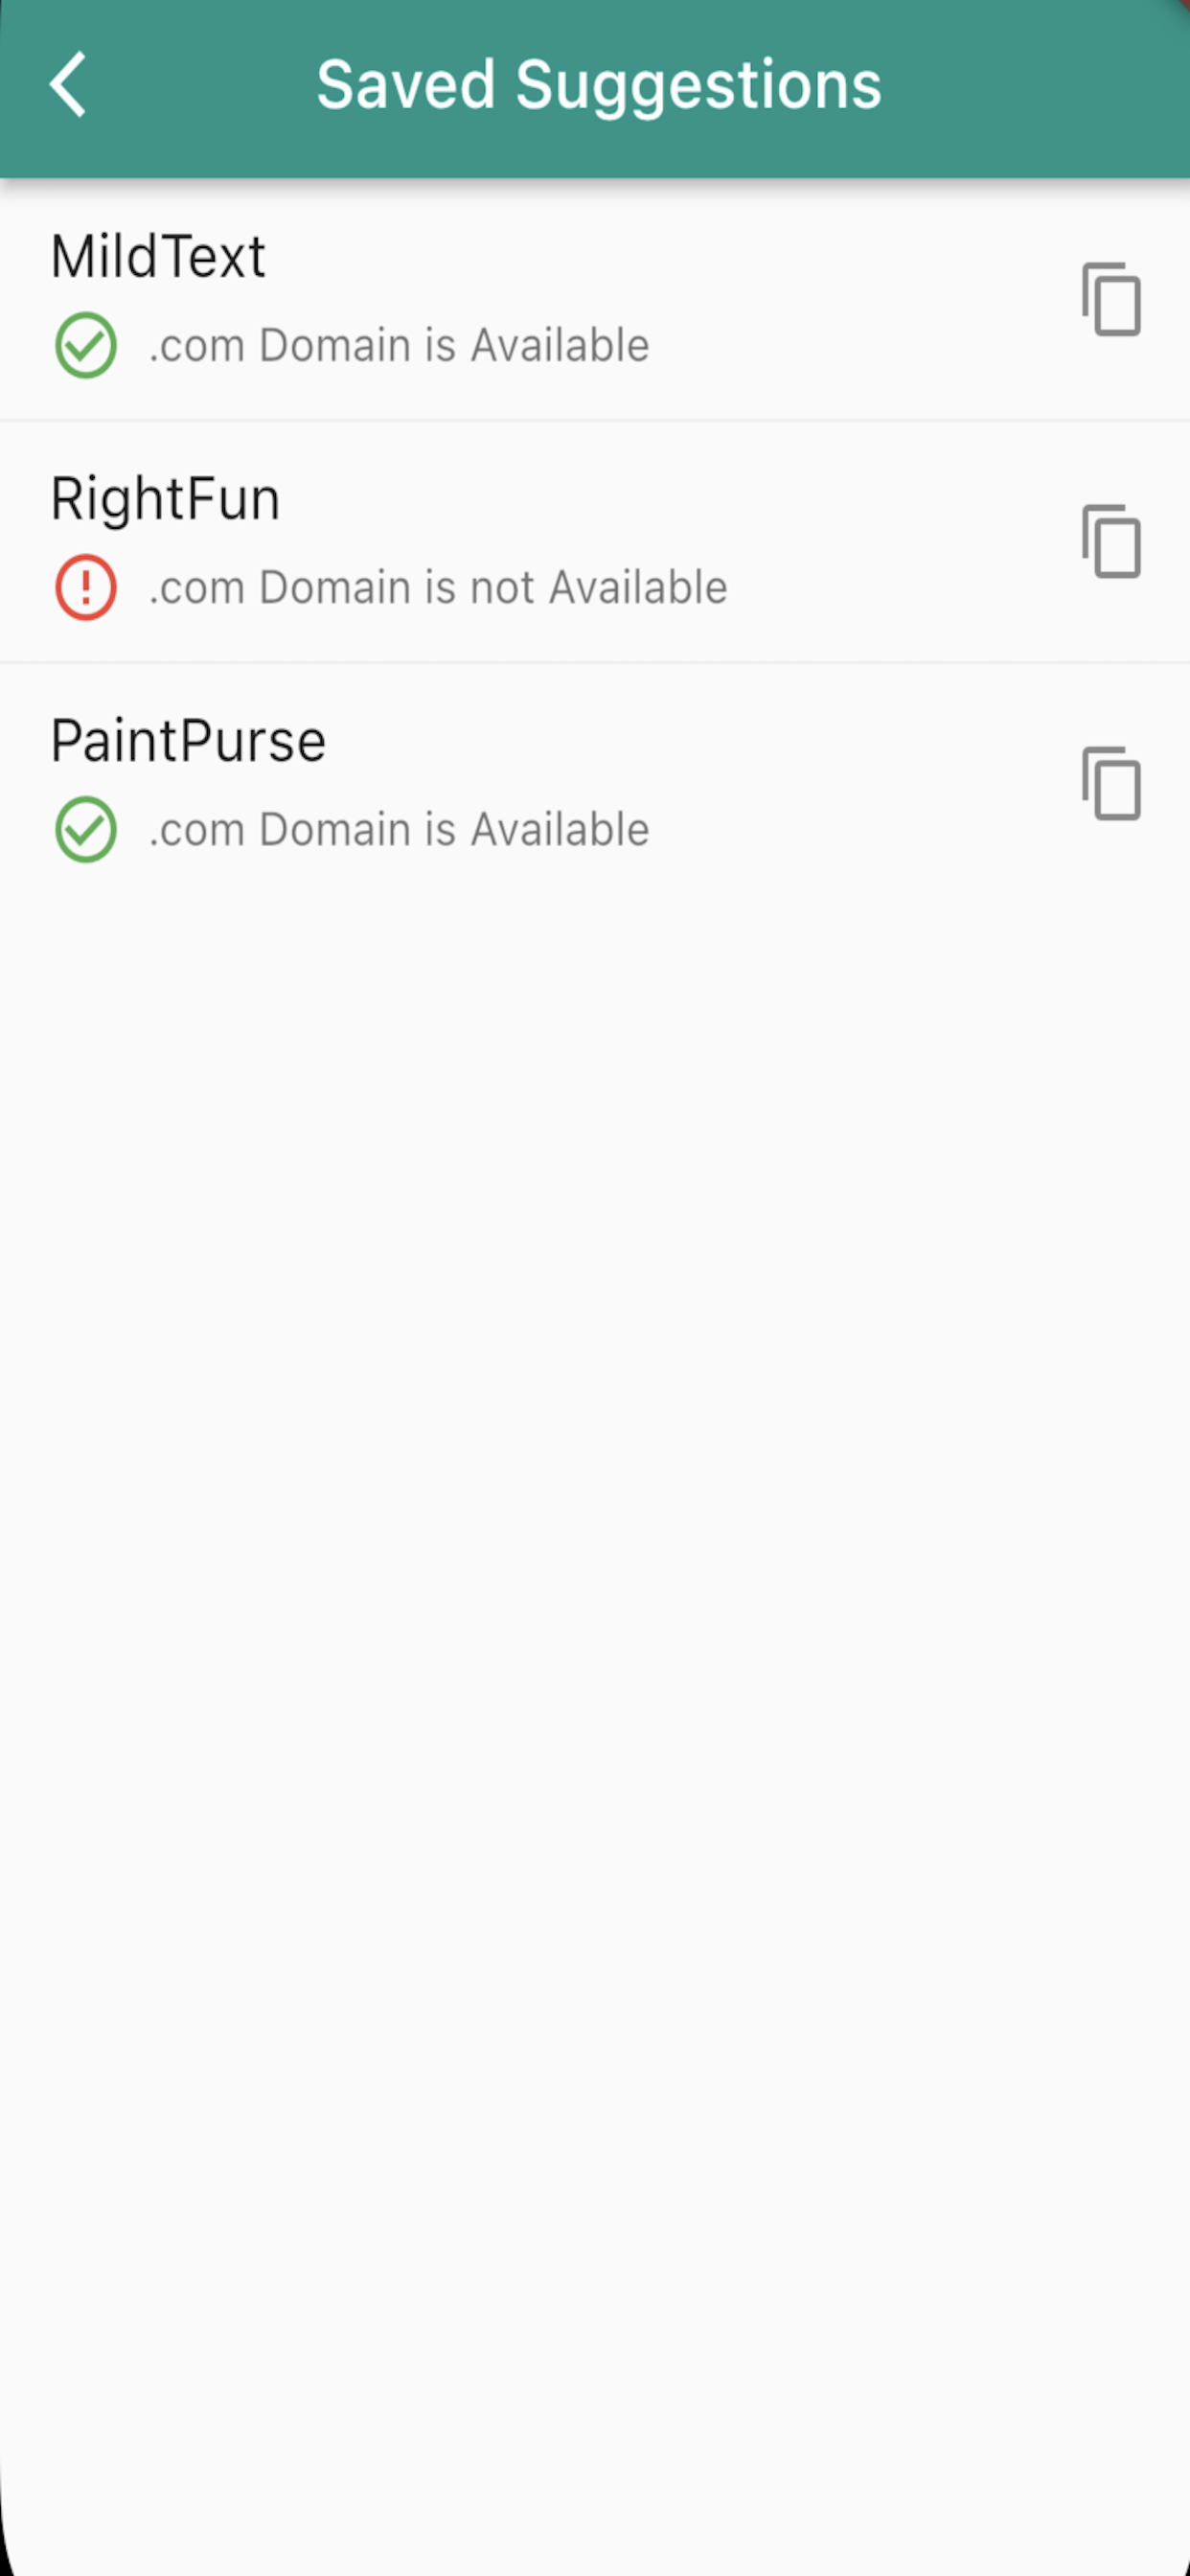 Saved Suggestions
MildText
.com Domain is Available
RightFun
.com Domain is not Available
PaintPurse
.com Domain is Available